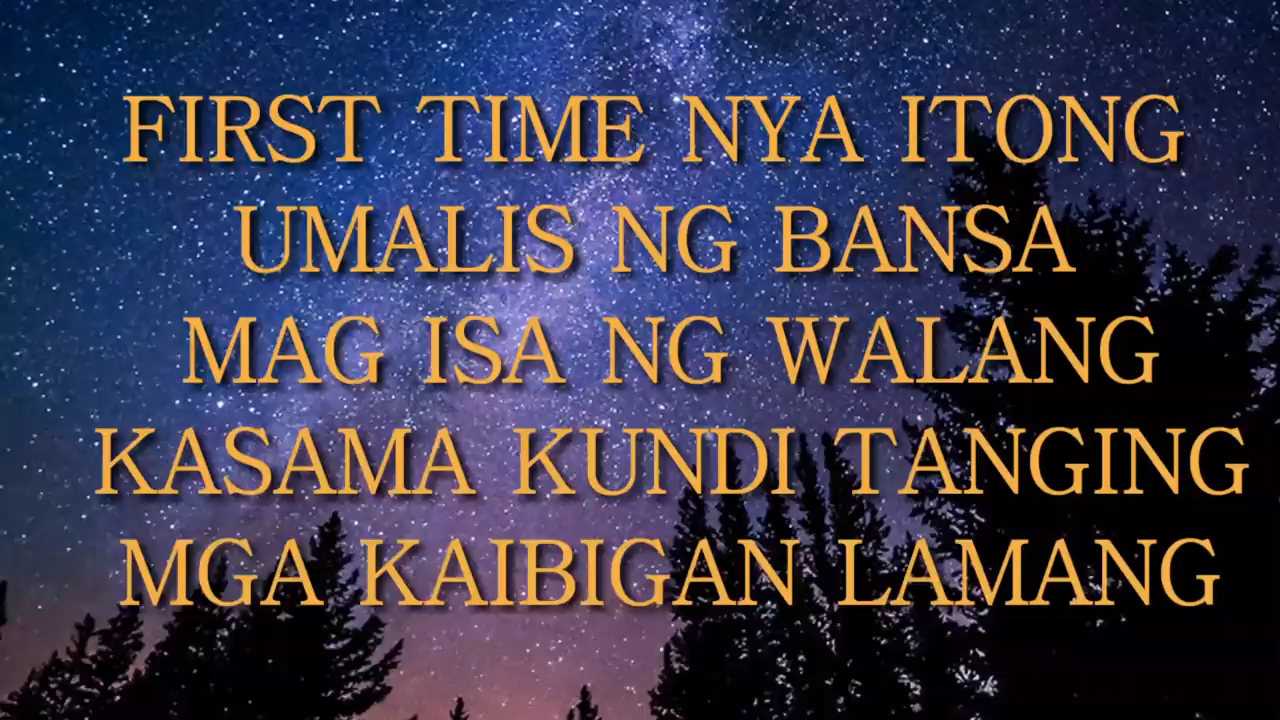 FIRST TIME NYA ITONG
UMALIS NG BANSA
MAG ISA NG WALANG
KASAMA KUNDI TANGING
MGA KAIBIGAN LAMANG